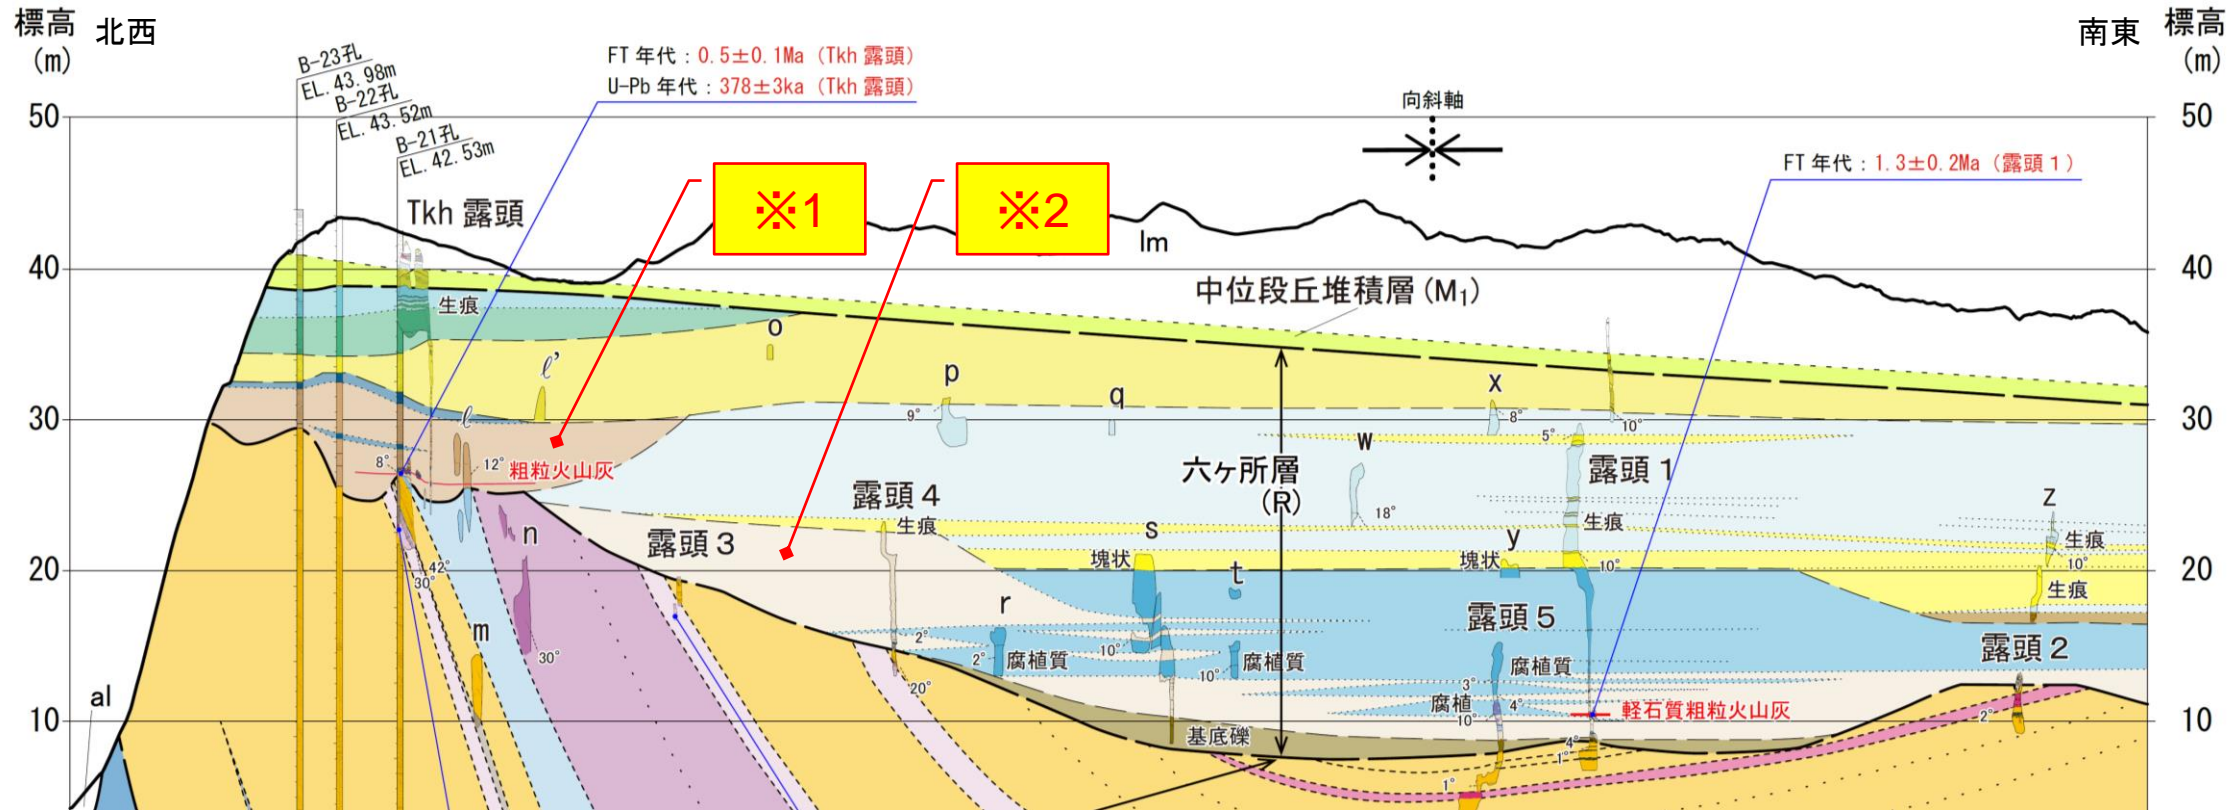 標高
(m)
北西
B-23孔
EL. 43.98m
B-22孔
EL. 43.52m
B-21孔
EL. 42.53m
FT 年代：0.5±0.1Ma（Tkh 露頭）
U-Pb 年代：378±3ka（Tkh 露頭）
向斜軸
南東
標高
(m)
50
50
FT 年代：1.3±0.2Ma（露頭１）
※1
※2
Tkh 露頭
lm
40
40
中位段丘堆積層(M₁)
生痕
o
ℓ’
p
q
x
9°
8°
10°
30
30
ℓ
5°
w
8°
12°
粗粒火山灰
六ヶ所層
(R)
露頭１
露頭４
生痕
18°
生痕
z
n
露頭３
s
y
生痕
塊状
塊状
10°
10°
20
20
42°
30°
t
生痕
r
露頭５
m
2°
2°
腐植質
10°
10°
腐植質
腐植質
露頭２
30°
20°
3°
腐植
4°
10°
軽石質粗粒火山灰
2°
al
10
10
基底礫
4°
1°
1°